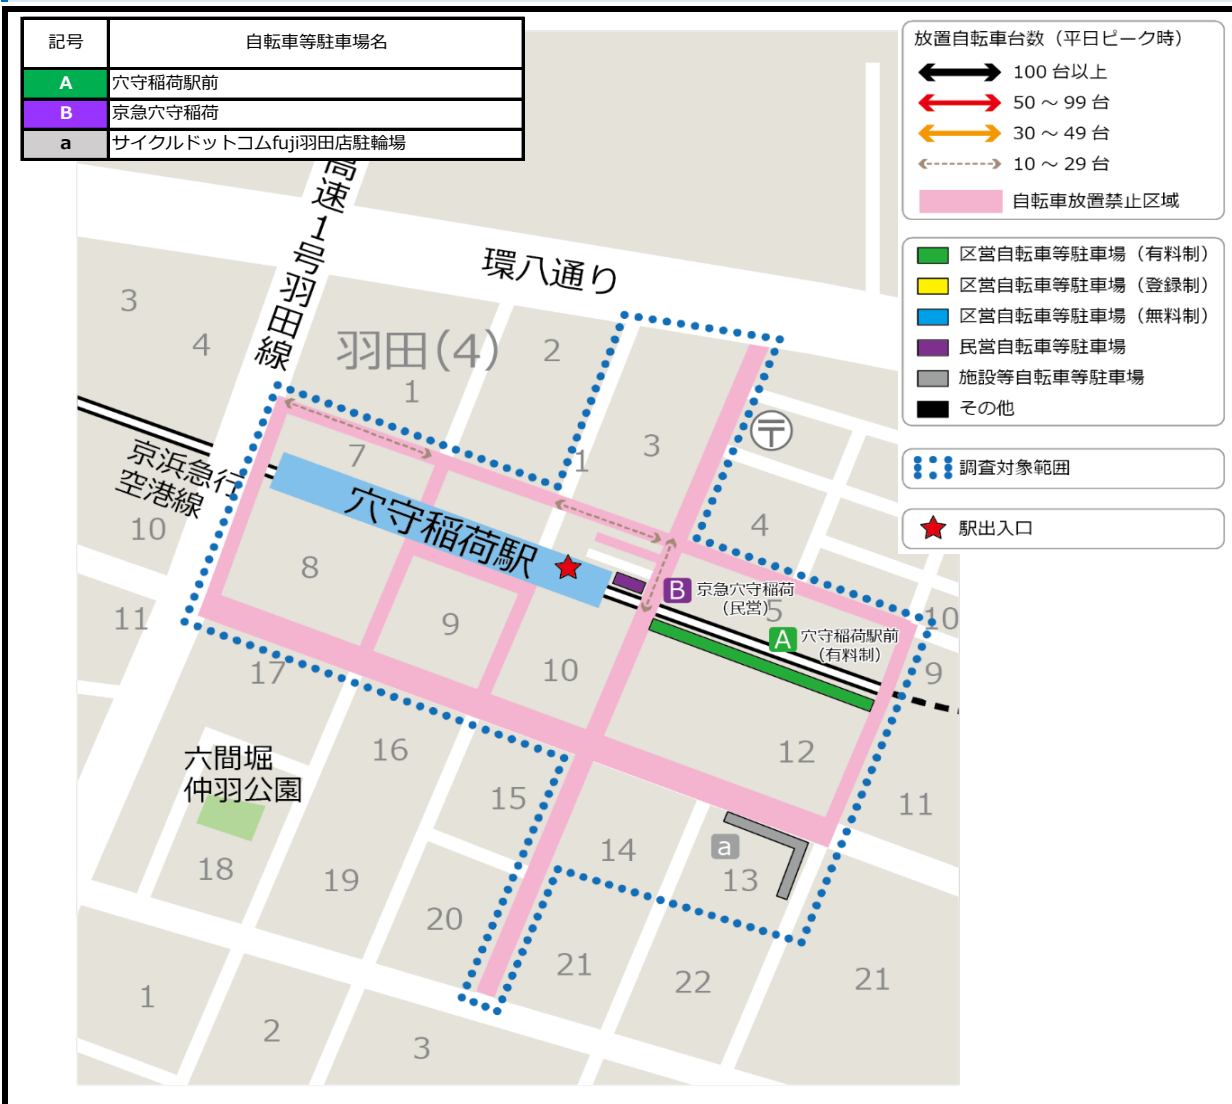 記号 自転車等駐車場名
A 穴守稲荷駅前
B 京急穴守稲荷
a サイクルドットコムfuji羽田店駐輪場
放置自転車台数（平日ピーク時）
100 台以上
50 ～ 99 台
30 ～ 49 台
10 ～ 29 台
自転車放置禁止区域
区営自転車等駐車場（有料制）
区営自転車等駐車場（登録制）
区営自転車等駐車場（無料制）
民営自転車等駐車場
施設等自転車等駐車場
その他
調査対象範囲
駅出入口
高速1号羽田線
環八通り
3
4
羽田(4)
1
2
7
1
3
〒
京浜急行
空港線
穴守稲荷駅
10
8
4
11
9
10
B 京急穴守稲荷
(民営)
5
A 穴守稲荷駅前
(有料制)
10
9
17
16
12
11
六間堀
仲羽公園
15
14
a
13
18
19
20
21
22
21
1
2
3